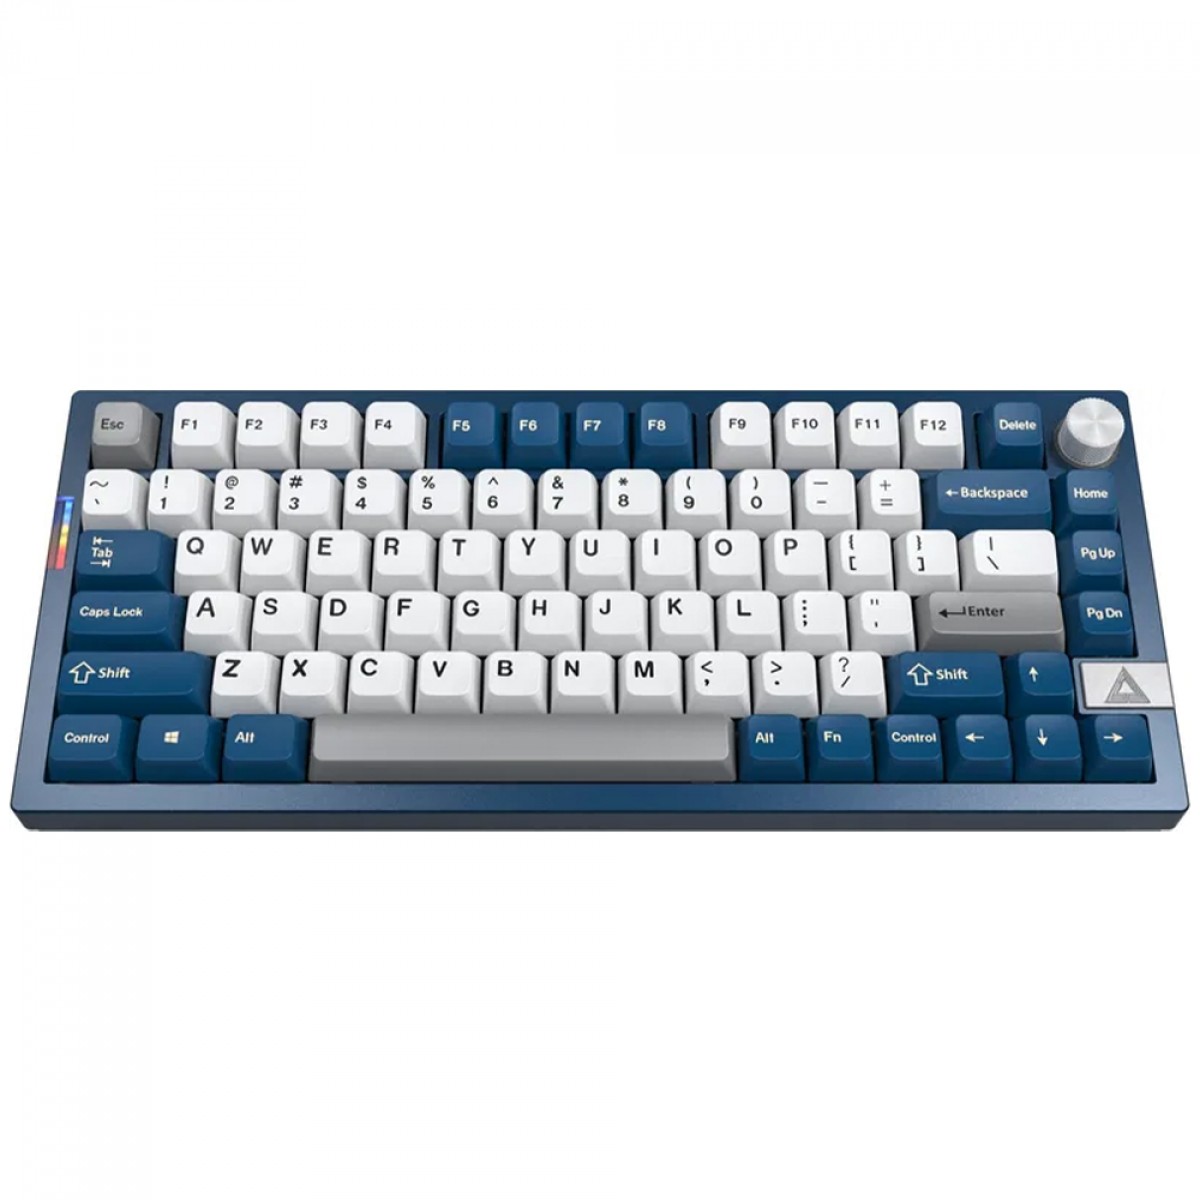 Esc F1 F2 F3 F4 F5 F6 F7 F8 F9 F10 F11 F12 Delete
~ ! @ # $ % ^ & * ( ) — +
` 1 2 3 4 5 6 7 8 9 0 - = ←Backspace Home
Tab Q W E R T Y U I O P { [ } ] | \ Pg Up
Caps Lock A S D F G H J K L : ; " ' Enter Pg Dn
Shift Z X C V B N M < , > . ? / Shift ↑
Control Alt Alt Fn Control ← ↓ →